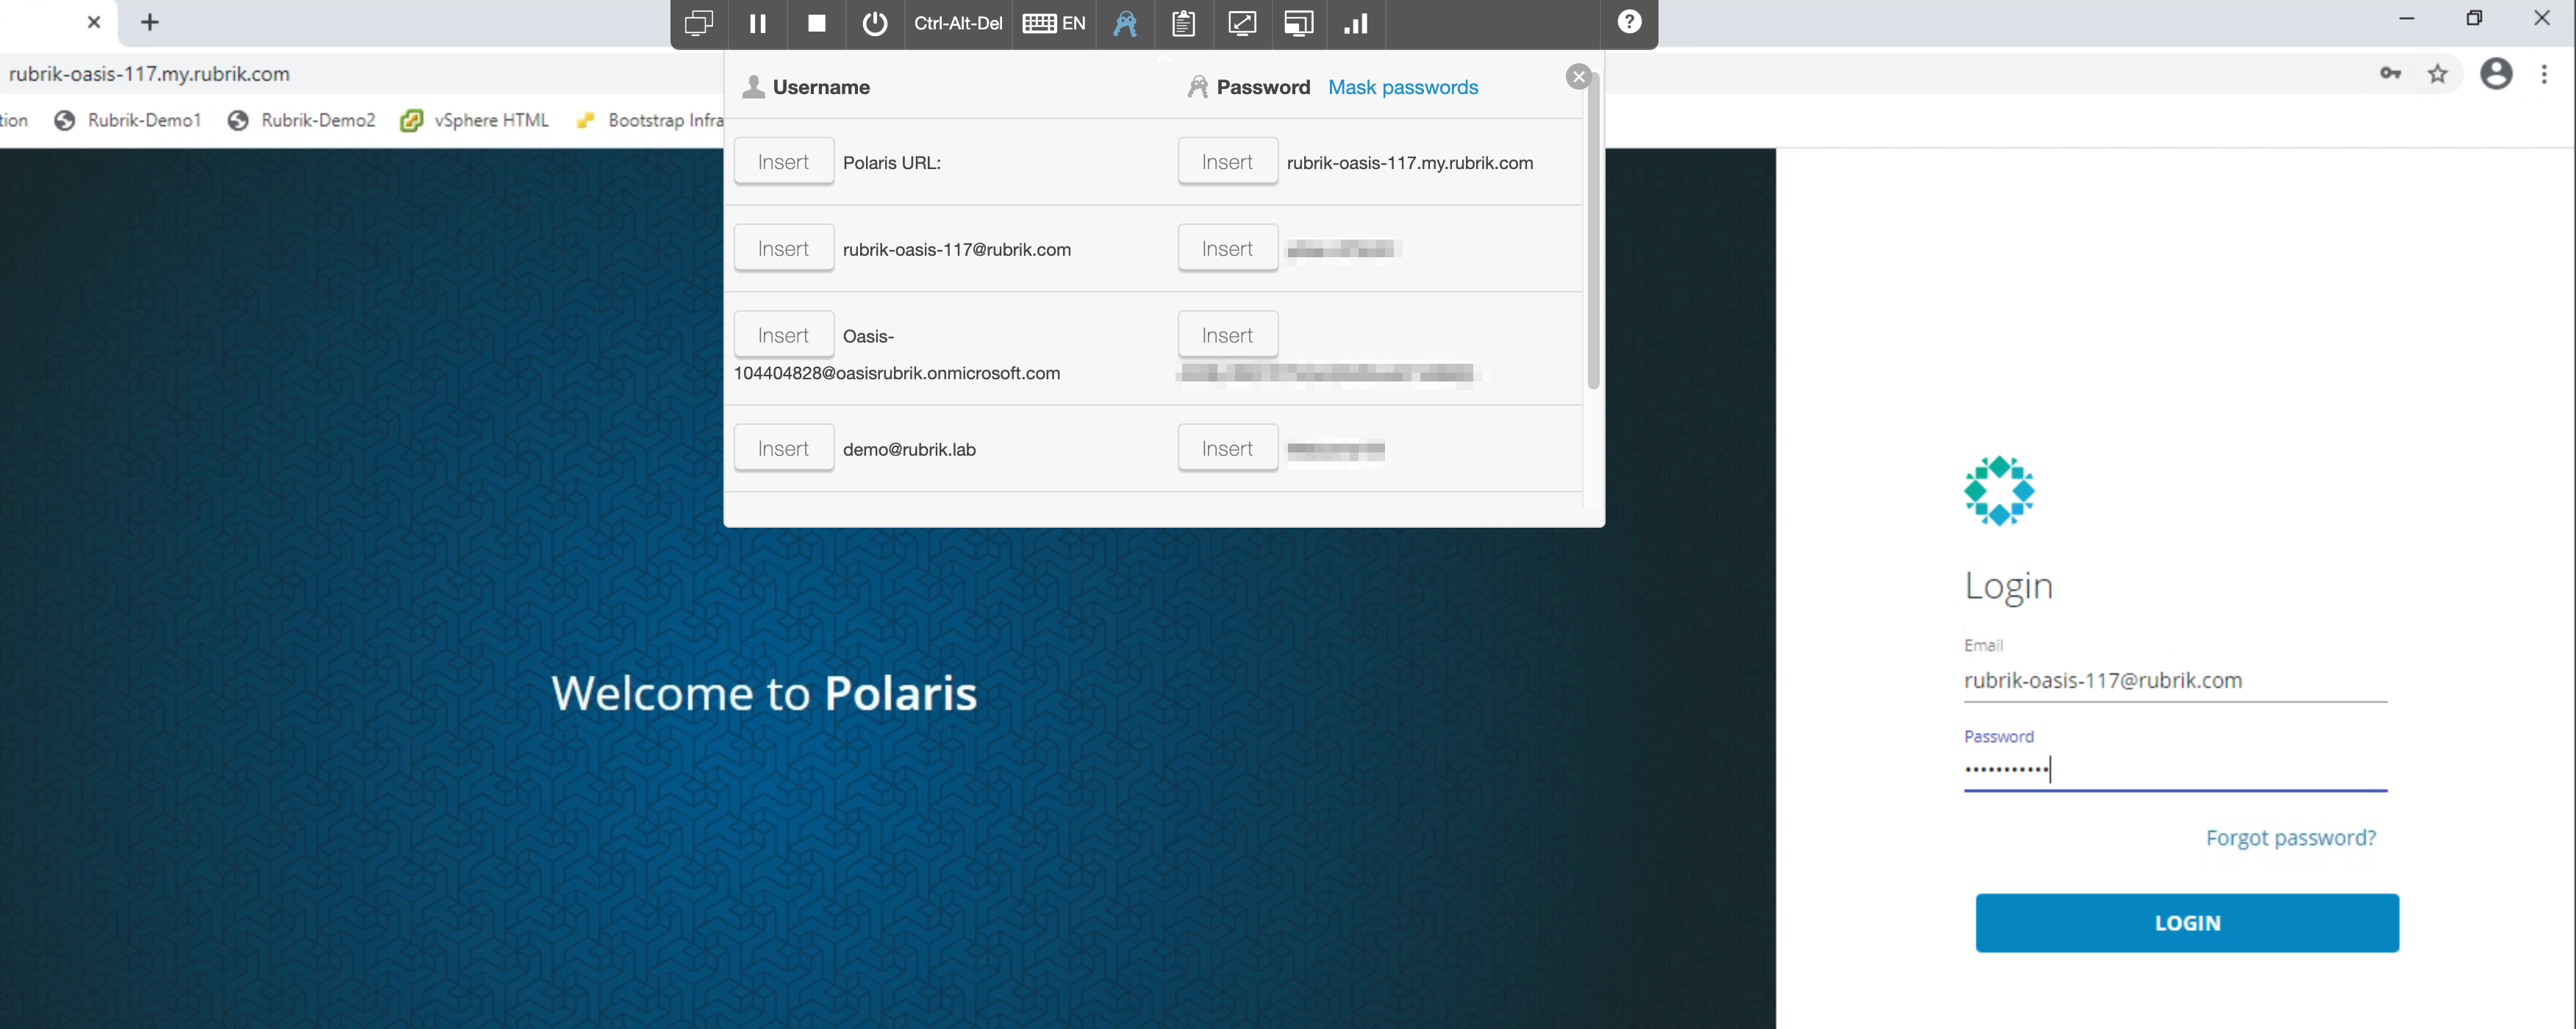 Ctrl-Alt-Del EN ?
rubrik-oasis-117.my.rubrik.com
tion Rubrik-Demo1 Rubrik-Demo2 vSphere HTML Bootstrap Infra
Username Password Mask passwords
Insert Polaris URL: Insert rubrik-oasis-117.my.rubrik.com
Insert rubrik-oasis-117@rubrik.com Insert
Insert Oasis- Insert
104404828@oasisrubrik.onmicrosoft.com
Insert demo@rubrik.lab Insert
Welcome to Polaris
Login
Email
rubrik-oasis-117@rubrik.com
Password
Forgot password?
LOGIN